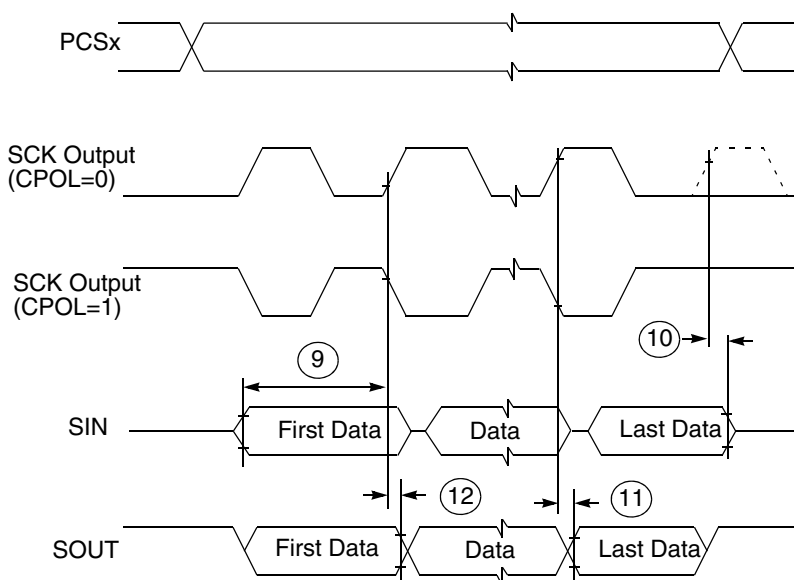 PCSx
SCK Output
(CPOL=0)
SCK Output
(CPOL=1)
10
9
SIN
First Data
Data
Last Data
12
11
SOUT
First Data
Data
Last Data